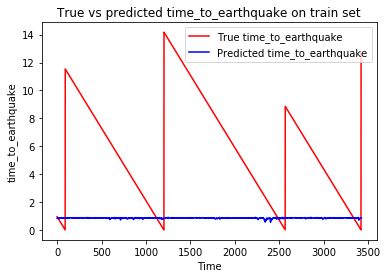 True vs predicted time_to_earthquake on train set
True time_to_earthquake
Predicted time_to_earthquake
time_to_earthquake
14
12
10
8
6
4
2
0
0 500 1000 1500 2000 2500 3000 3500
Time